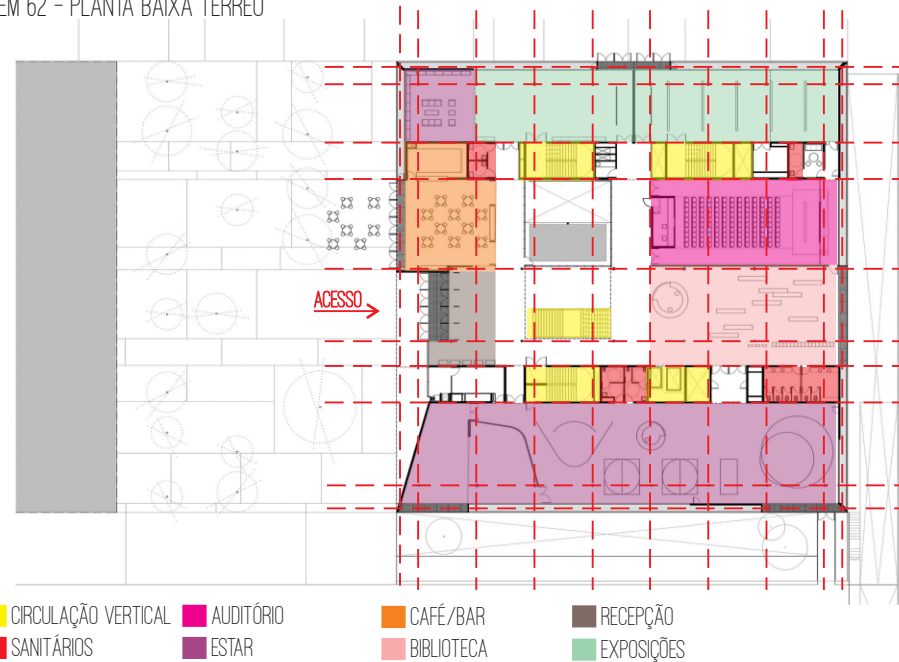 EM 62 - PLANTA BAIXA TÉRREO
ACESSO
CIRCULAÇÃO VERTICAL
AUDITÓRIO
CAFÉ/BAR
RECEPÇÃO
SANITÁRIOS
ESTAR
BIBLIOTECA
EXPOSIÇÕES